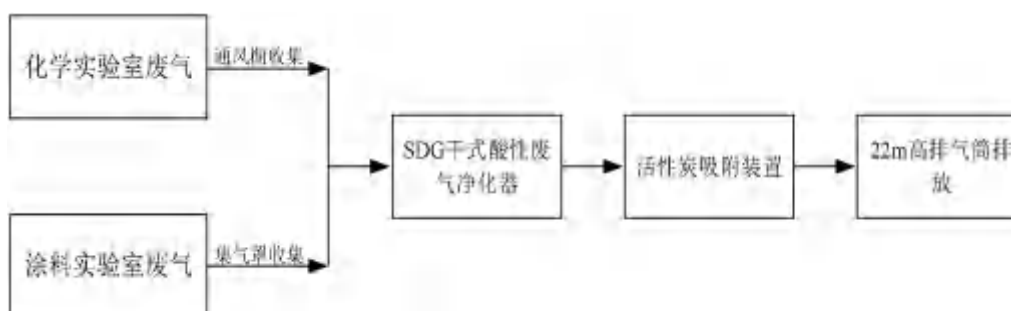 化学实验室废气
通风橱收集
SDG干式酸性废
气净化器
活性炭吸附装置
22m高排气筒排
放
涂料实验室废气
集气罩收集